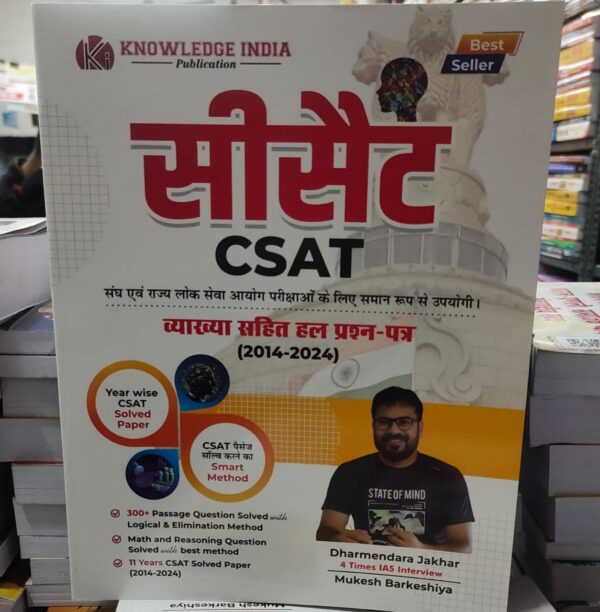 Ki KNOWLEDGE INDIA
Publication
Best
Seller
सीसैट
CSAT
संघ एवं राज्य लोक सेवा आयोग परीक्षाओं के लिए समान रूप से उपयोगी।
व्याख्या सहित हल प्रश्न-पत्र
(2014-2024)
Year wise
CSAT
Solved
Paper
CSAT पैसेज
सॉल्व करने का
Smart
Method
300+ Passage Question Solved with
Logical & Elimination Method
Math and Reasoning Question
Solved with best method
11 Years CSAT Solved Paper
(2014-2024)
STATE OF MIND
Dharmendara Jakhar
4 Times IAS Interview
Mukesh Barkeshiya
Mukesh Barkeshiya